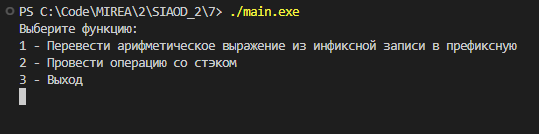 PS C:\Code\MIREA\2\SIAOD_2\7> ./main.exe
Выберите функцию:
1 - Перевести арифметическое выражение из инфиксной записи в префиксную
2 - Провести операцию со стэком
3 - Выход